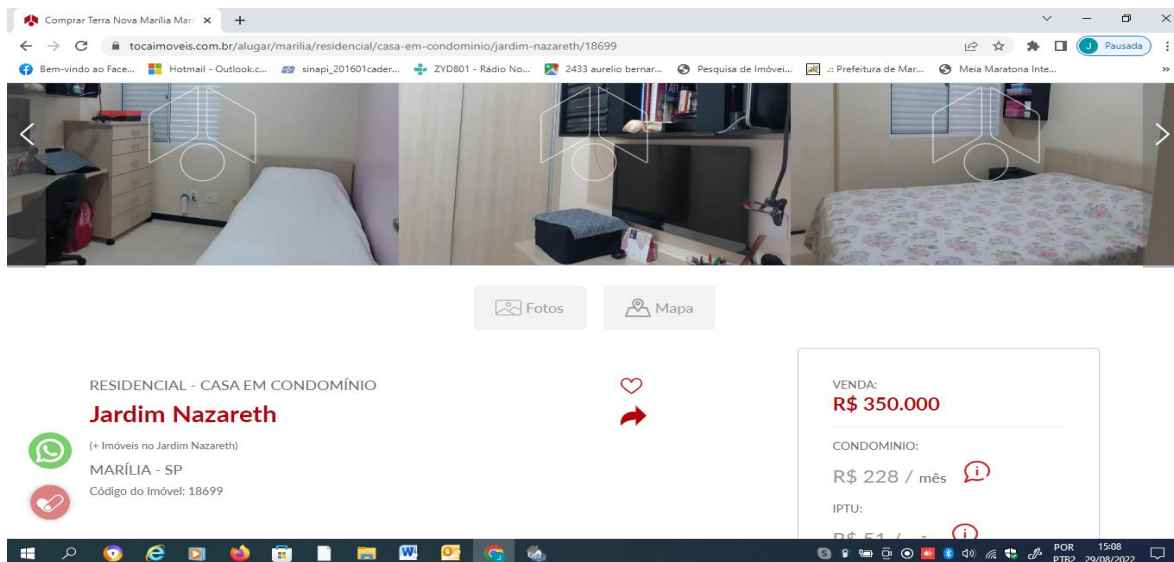 Comprar Terra Nova Marília Mar
tocaimoveis.com.br/alugar/marilia/residencial/casa-em-condominio/jardim-nazareth/18699
J Pausada
Bem-vindo ao Face... Hotmail - Outlook.c... sinapi_201601cader... ZYD801 - Rádio No... 2433 aurelio bernar... Pesquisa de Imóvei... .:: Prefeitura de Mar... Meia Maratona Inte...
Fotos Mapa
RESIDENCIAL - CASA EM CONDOMÍNIO
Jardim Nazareth
(+ Imóveis no Jardim Nazareth)
MARÍLIA - SP
Código do Imóvel: 18699
VENDA:
R$ 350.000
CONDOMINIO:
R$ 228 / mês
IPTU:
R$ 51 /
POR 15:08
PTB2 29/08/2022